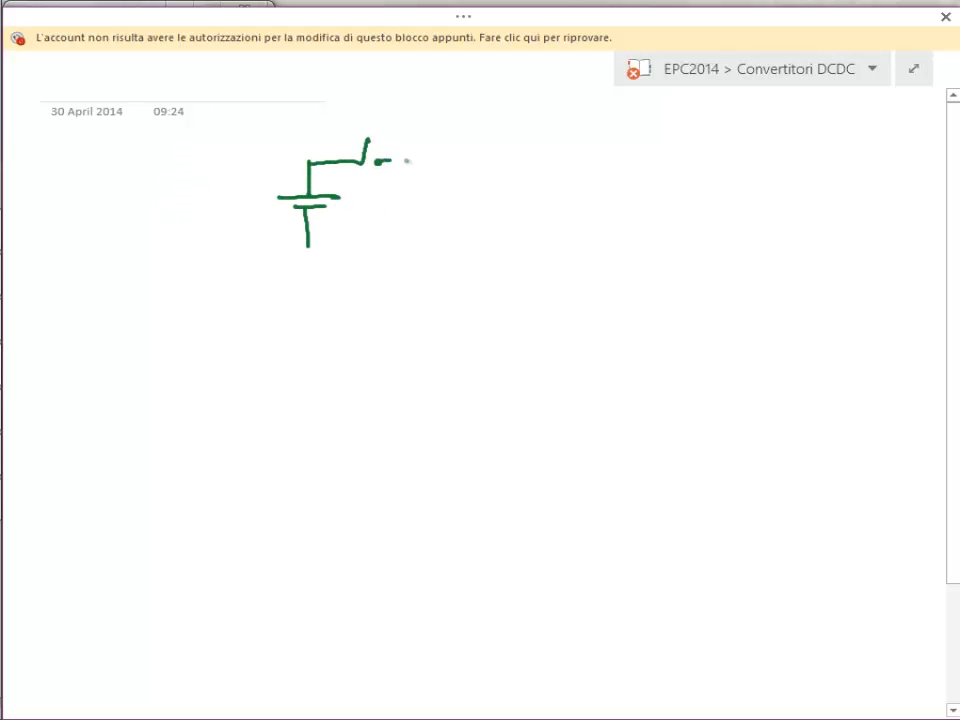 L'account non risulta avere le autorizzazioni per la modifica di questo blocco appunti. Fare clic qui per riprovare.
EPC2014 > Convertitori DCDC
30 April 2014 09:24